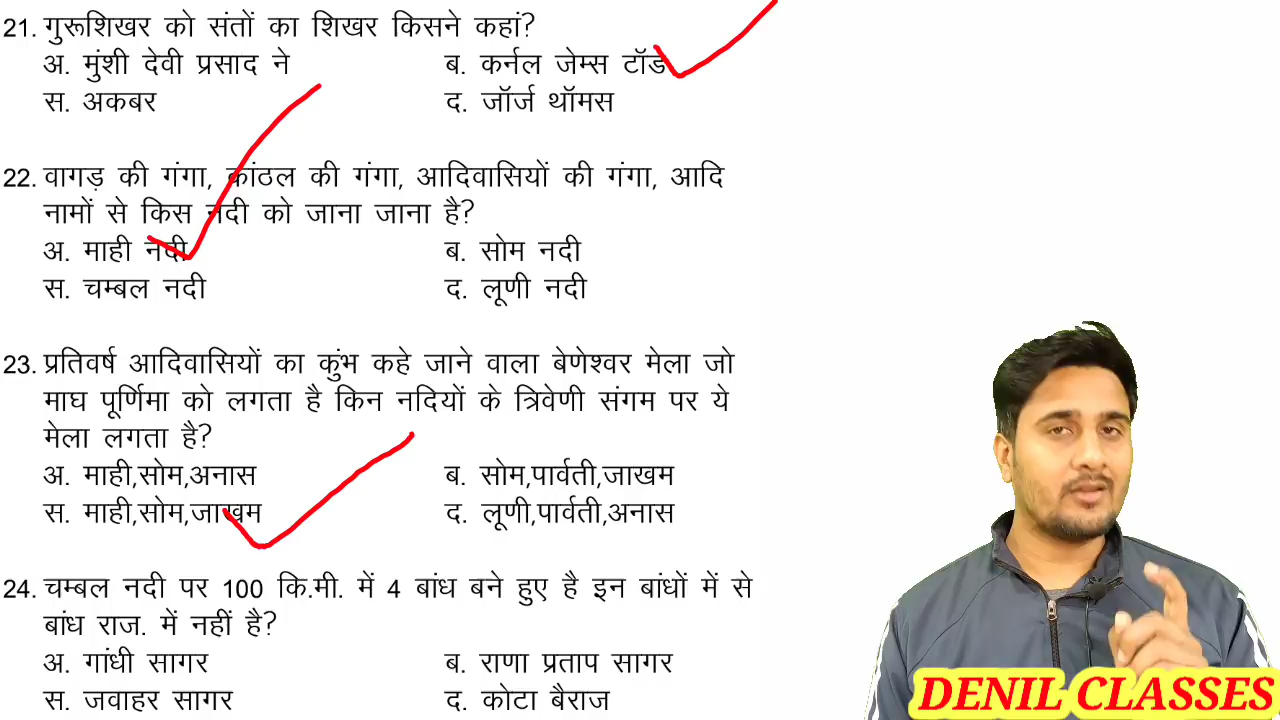 21. गुरूशिखर को संतों का शिखर किसने कहां?
अ. मुंशी देवी प्रसाद ने ब. कर्नल जेम्स टॉड
स. अकबर द. जॉर्ज थॉमस
22. वागड़ की गंगा, कांठल की गंगा, आदिवासियों की गंगा, आदि
नामों से किस नदी को जाना जाना है?
अ. माही नदी ब. सोम नदी
स. चम्बल नदी द. लूणी नदी
23. प्रतिवर्ष आदिवासियों का कुंभ कहे जाने वाला बेणेश्वर मेला जो
माघ पूर्णिमा को लगता है किन नदियों के त्रिवेणी संगम पर ये
मेला लगता है?
अ. माही,सोम,अनास ब. सोम,पार्वती,जाखम
स. माही,सोम,जाखम द. लूणी,पार्वती,अनास
24. चम्बल नदी पर 100 कि.मी. में 4 बांध बने हुए है इन बांधों में से
बांध राज. में नहीं है?
अ. गांधी सागर ब. राणा प्रताप सागर
स. जवाहर सागर द. कोटा बैराज
DENIL CLASSES